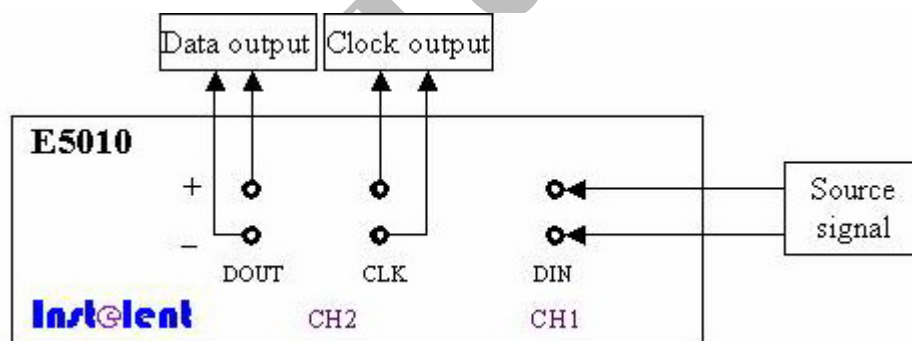 Data output
Clock output
E5010
+
Source
signal
–
DOUT
CLK
DIN
Instelent
CH2
CH1